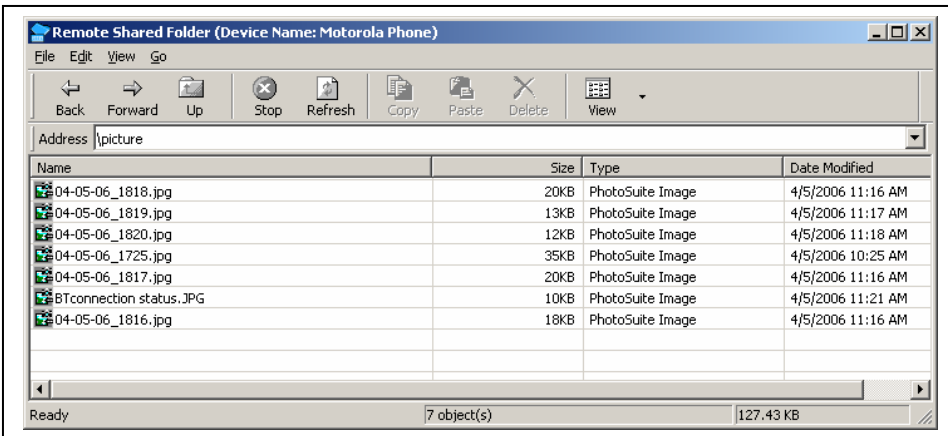 Remote Shared Folder (Device Name: Motorola Phone)
File Edit View Go
Back Forward Up Stop Refresh Copy Paste Delete View
Address \picture
Name Size Type Date Modified
04-05-06_1818.jpg 20KB PhotoSuite Image 4/5/2006 11:16 AM
04-05-06_1819.jpg 13KB PhotoSuite Image 4/5/2006 11:17 AM
04-05-06_1820.jpg 12KB PhotoSuite Image 4/5/2006 11:18 AM
04-05-06_1725.jpg 35KB PhotoSuite Image 4/5/2006 10:25 AM
04-05-06_1817.jpg 20KB PhotoSuite Image 4/5/2006 11:16 AM
BTconnection status.JPG 10KB PhotoSuite Image 4/5/2006 11:21 AM
04-05-06_1816.jpg 18KB PhotoSuite Image 4/5/2006 11:16 AM
Ready 7 object(s) 127.43 KB